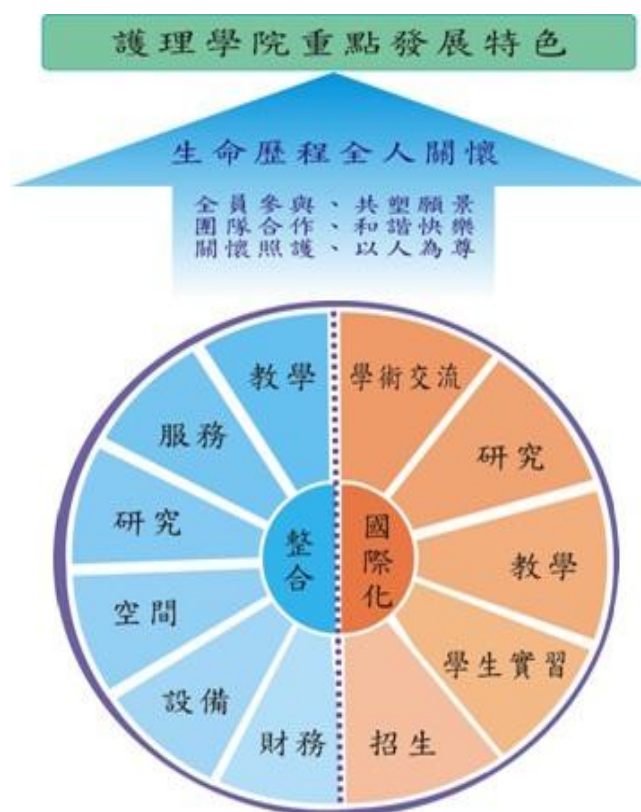 護理學院重點發展特色
生命歷程全人關懷
全員參與、共塑願景
團隊合作、和諧快樂
關懷照護、以人為尊
教學
服務
研究
空間
設備
財務
整合
國際化
學術交流
研究
教學
學生實習
招生